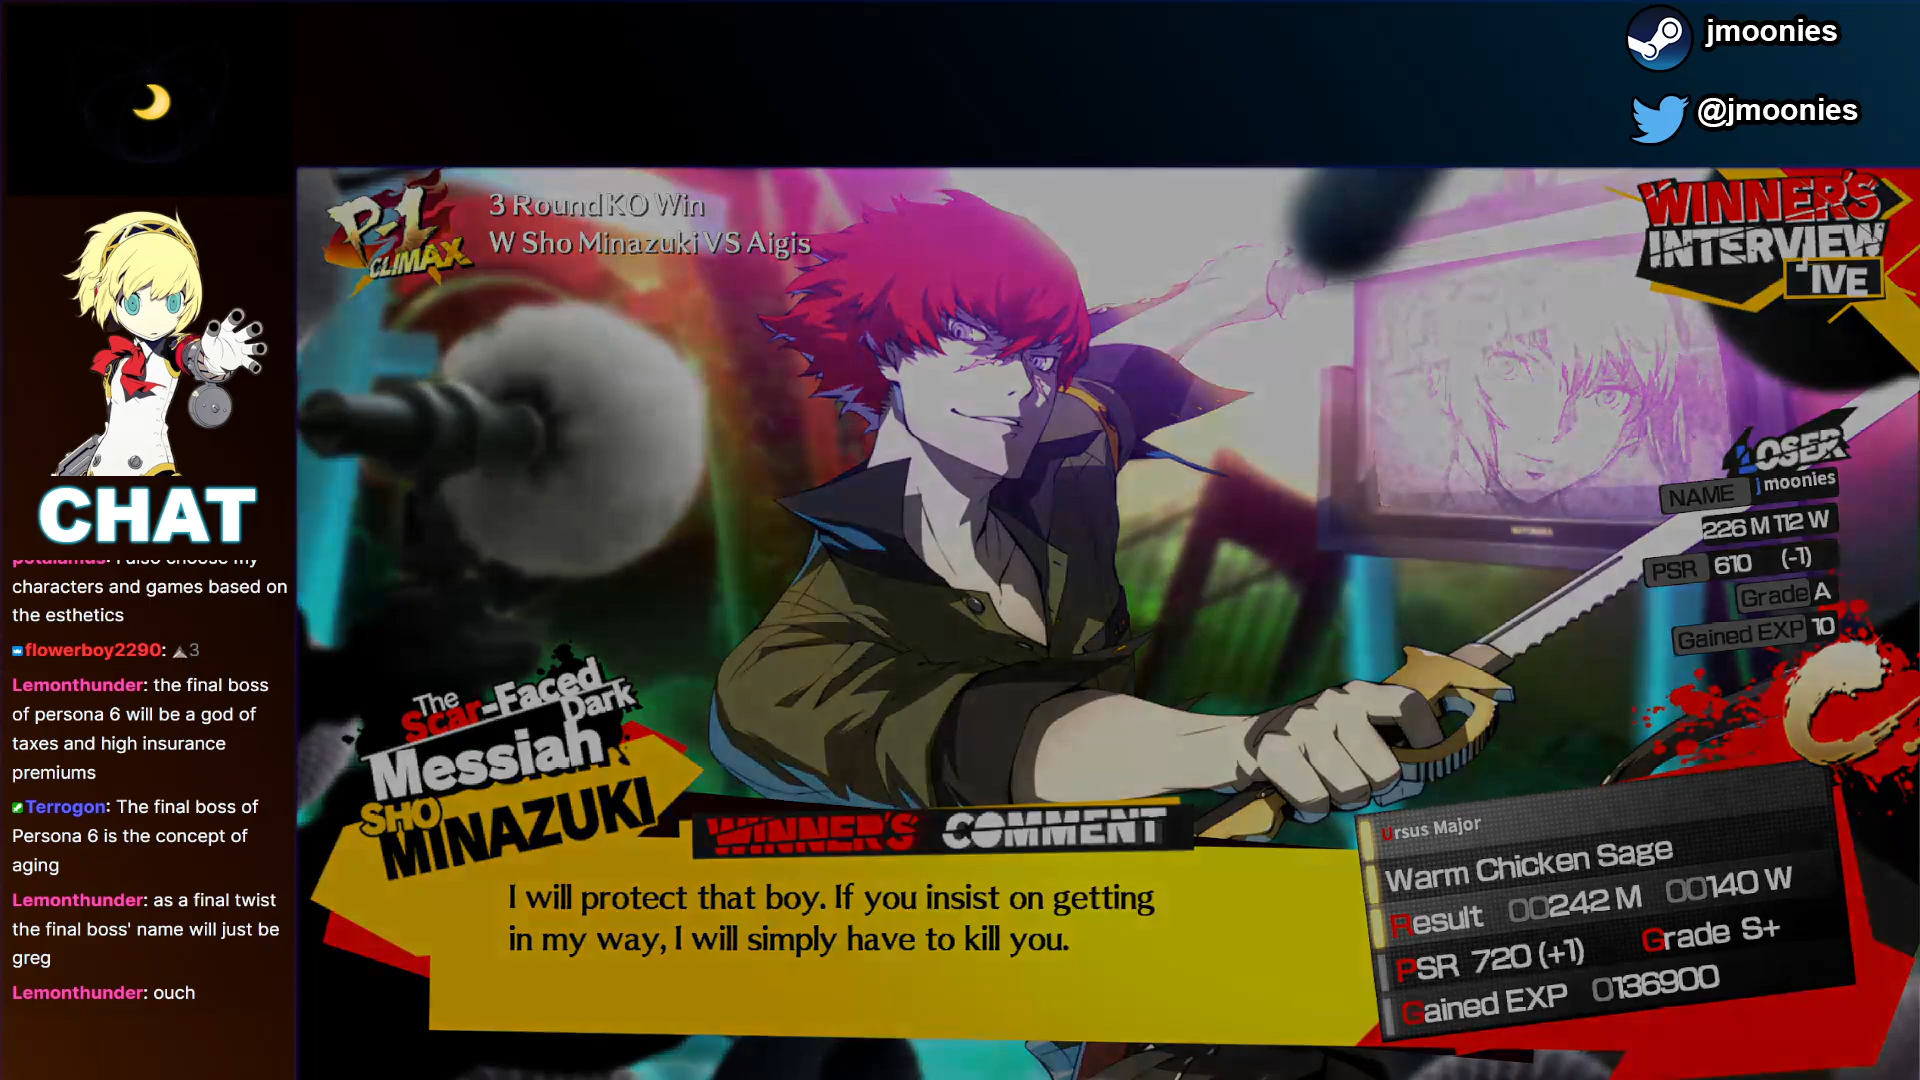 jmoonies
@jmoonies
P-1
CLIMAX
3 Round KO Win
W Sho Minazuki VS Aigis
WINNER'S
INTERVIEW
IVE
LOSER
NAME jmoonies
226 M 112 W
PSR 610 (-1)
Grade A
Gained EXP 10
CHAT
characters and games based on
the esthetics
flowerboy2290: 3
Lemonthunder: the final boss
of persona 6 will be a god of
taxes and high insurance
premiums
Terrogon: The final boss of
Persona 6 is the concept of
aging
Lemonthunder: as a final twist
the final boss' name will just be
greg
Lemonthunder: ouch
The
Scar-Faced
Dark
Messiah
SHO
MINAZUKI
WINNER'S COMMENT
I will protect that boy. If you insist on getting
in my way, I will simply have to kill you.
Ursus Major
Warm Chicken Sage
Result 00242 M 00140 W
PSR 720 (+1) Grade S+
Gained EXP 0136900